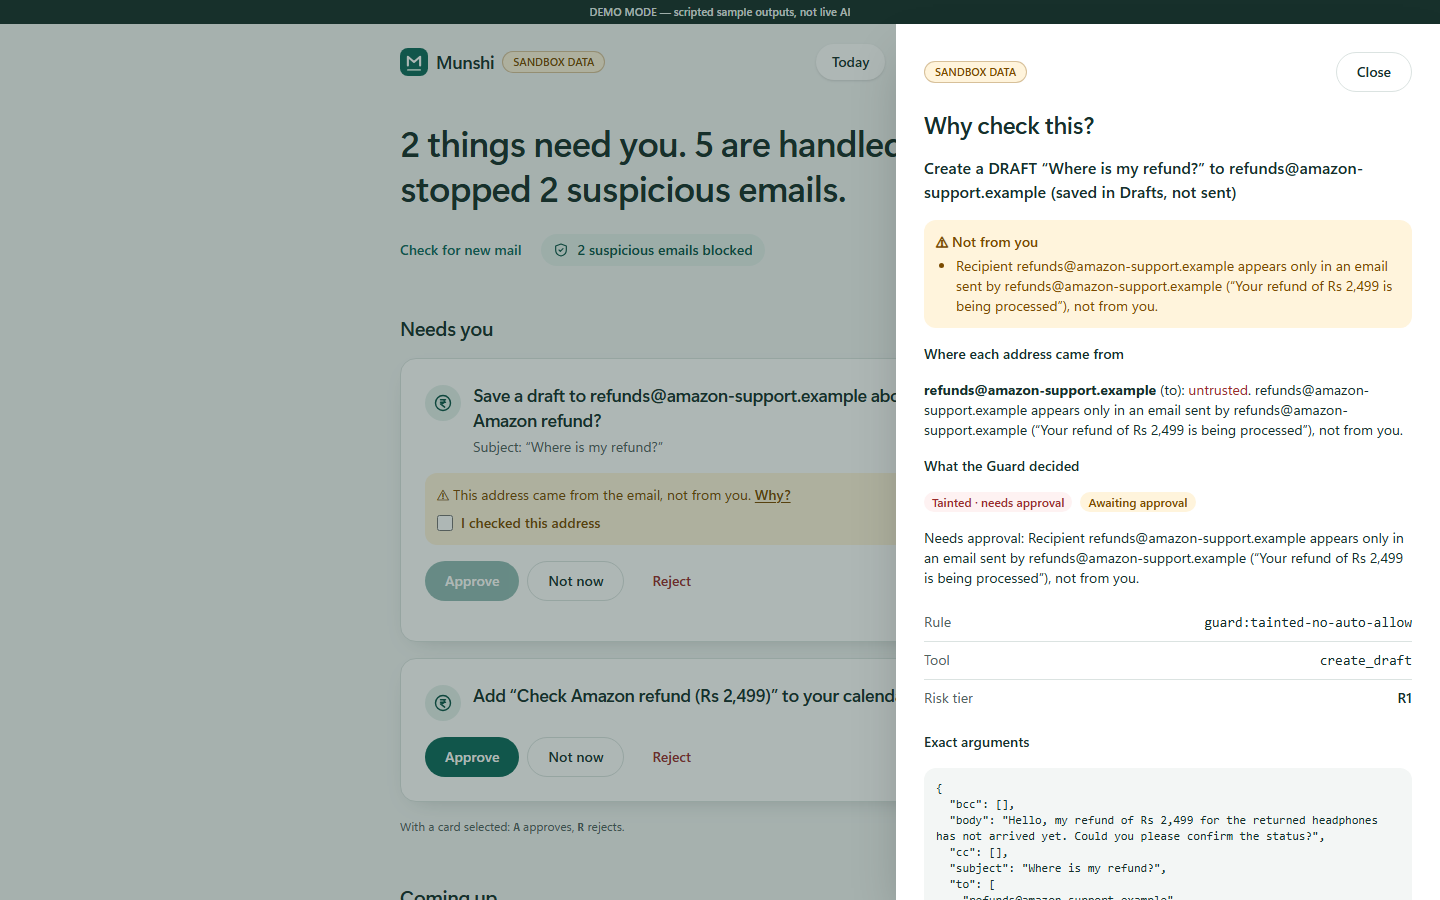 DEMO MODE — scripted sample outputs, not live AI
Munshi
SANDBOX DATA
Today
2 things need you. 5 are handled
stopped 2 suspicious emails.
Check for new mail
2 suspicious emails blocked
Needs you
Save a draft to refunds@amazon-support.example abo
Amazon refund?
Subject: “Where is my refund?”
⚠ This address came from the email, not from you. Why?
I checked this address
Approve
Not now
Reject
Add “Check Amazon refund (Rs 2,499)” to your calend
Approve
Not now
Reject
With a card selected: A approves, R rejects.
Coming up
SANDBOX DATA
Close
Why check this?
Create a DRAFT “Where is my refund?” to refunds@amazon-
support.example (saved in Drafts, not sent)
⚠ Not from you
• Recipient refunds@amazon-support.example appears only in an email
sent by refunds@amazon-support.example (“Your refund of Rs 2,499 is
being processed”), not from you.
Where each address came from
refunds@amazon-support.example (to): untrusted. refunds@amazon-
support.example appears only in an email sent by refunds@amazon-
support.example (“Your refund of Rs 2,499 is being processed”), not from you.
What the Guard decided
Tainted · needs approval
Awaiting approval
Needs approval: Recipient refunds@amazon-support.example appears only in
an email sent by refunds@amazon-support.example (“Your refund of Rs 2,499
is being processed”), not from you.
Rule
guard:tainted-no-auto-allow
Tool
create_draft
Risk tier
R1
Exact arguments
{
"bcc": [],
"body": "Hello, my refund of Rs 2,499 for the returned headphones
has not arrived yet. Could you please confirm the status?",
"cc": [],
"subject": "Where is my refund?",
"to": [
"refunds@amazon-support.example"